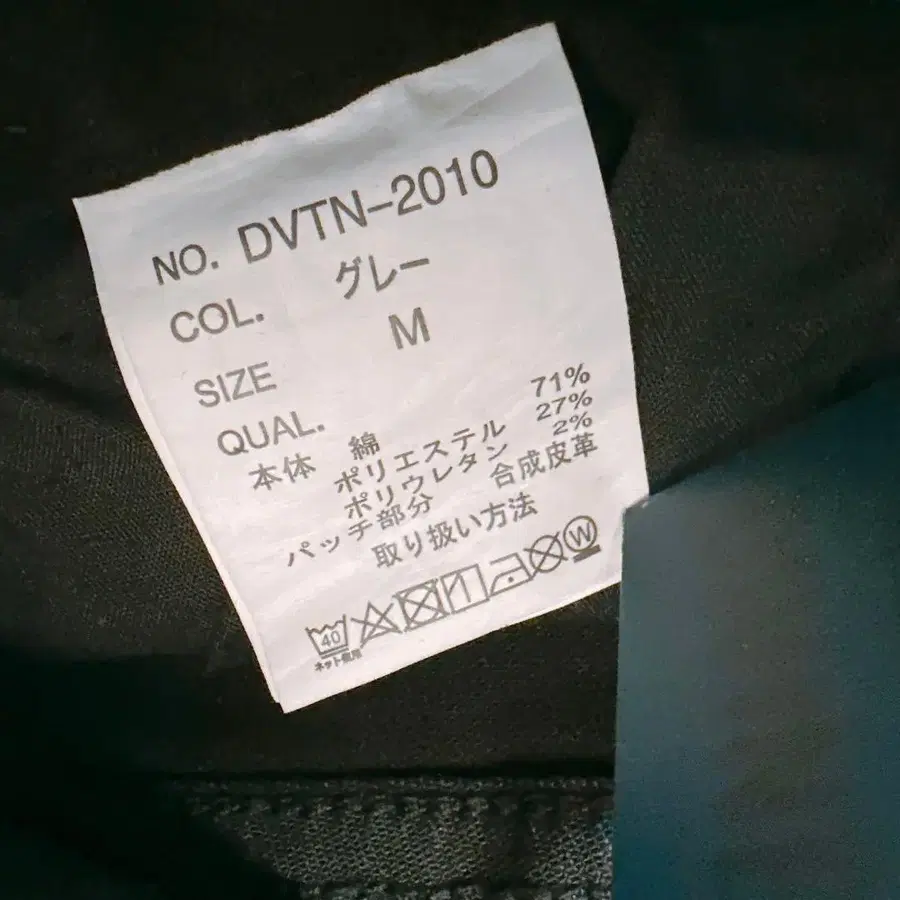 NO. DVTN-2010
COL. グレー
SIZE M
QUAL.
本体 綿 71%
ポリエステル 27%
ポリウレタン 2%
パッチ部分 合成皮革
取り扱い方法
40 W
ネット使用